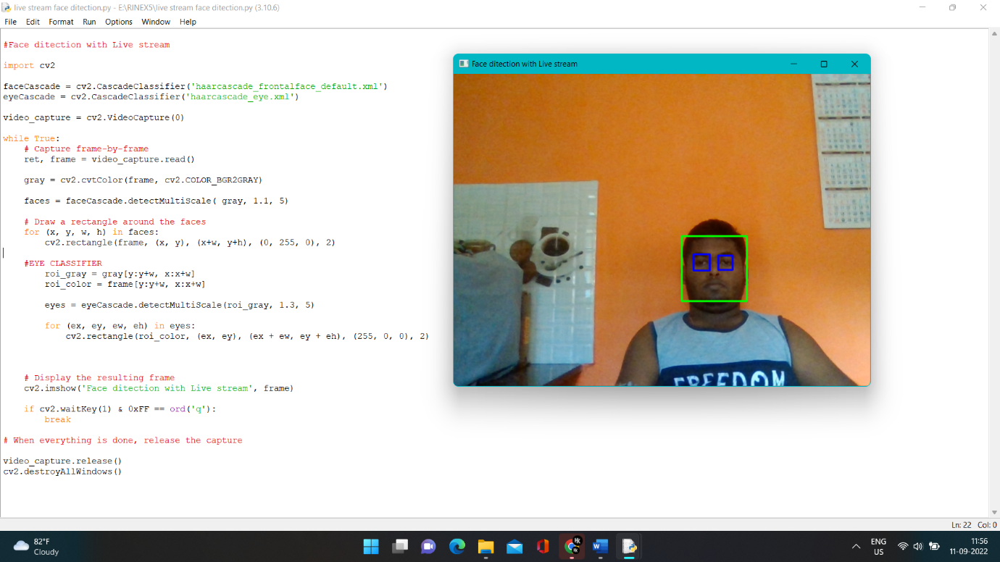 live stream face ditection.py - E:\RINEX5\live stream face ditection.py (3.10.6)
File Edit Format Run Options Window Help
#Face ditection with Live stream
import cv2
faceCascade = cv2.CascadeClassifier('haarcascade_frontalface_default.xml')
eyeCascade = cv2.CascadeClassifier('haarcascade_eye.xml')
video_capture = cv2.VideoCapture(0)
while True:
    # Capture frame-by-frame
    ret, frame = video_capture.read()
    gray = cv2.cvtColor(frame, cv2.COLOR_BGR2GRAY)
    faces = faceCascade.detectMultiScale( gray, 1.1, 5)
    # Draw a rectangle around the faces
    for (x, y, w, h) in faces:
        cv2.rectangle(frame, (x, y), (x+w, y+h), (0, 255, 0), 2)
    #EYE CLASSIFIER
        roi_gray = gray[y:y+w, x:x+w]
        roi_color = frame[y:y+w, x:x+w]
        eyes = eyeCascade.detectMultiScale(roi_gray, 1.3, 5)
        for (ex, ey, ew, eh) in eyes:
            cv2.rectangle(roi_color, (ex, ey), (ex + ew, ey + eh), (255, 0, 0), 2)
    # Display the resulting frame
    cv2.imshow('Face ditection with Live stream', frame)
    if cv2.waitKey(1) & 0xFF == ord('q'):
        break
# When everything is done, release the capture
video_capture.release()
cv2.destroyAllWindows()
Face ditection with Live stream
FREEDOM
Ln: 22 Col: 0
82°F
Cloudy
ENG
US
11:56
11-09-2022